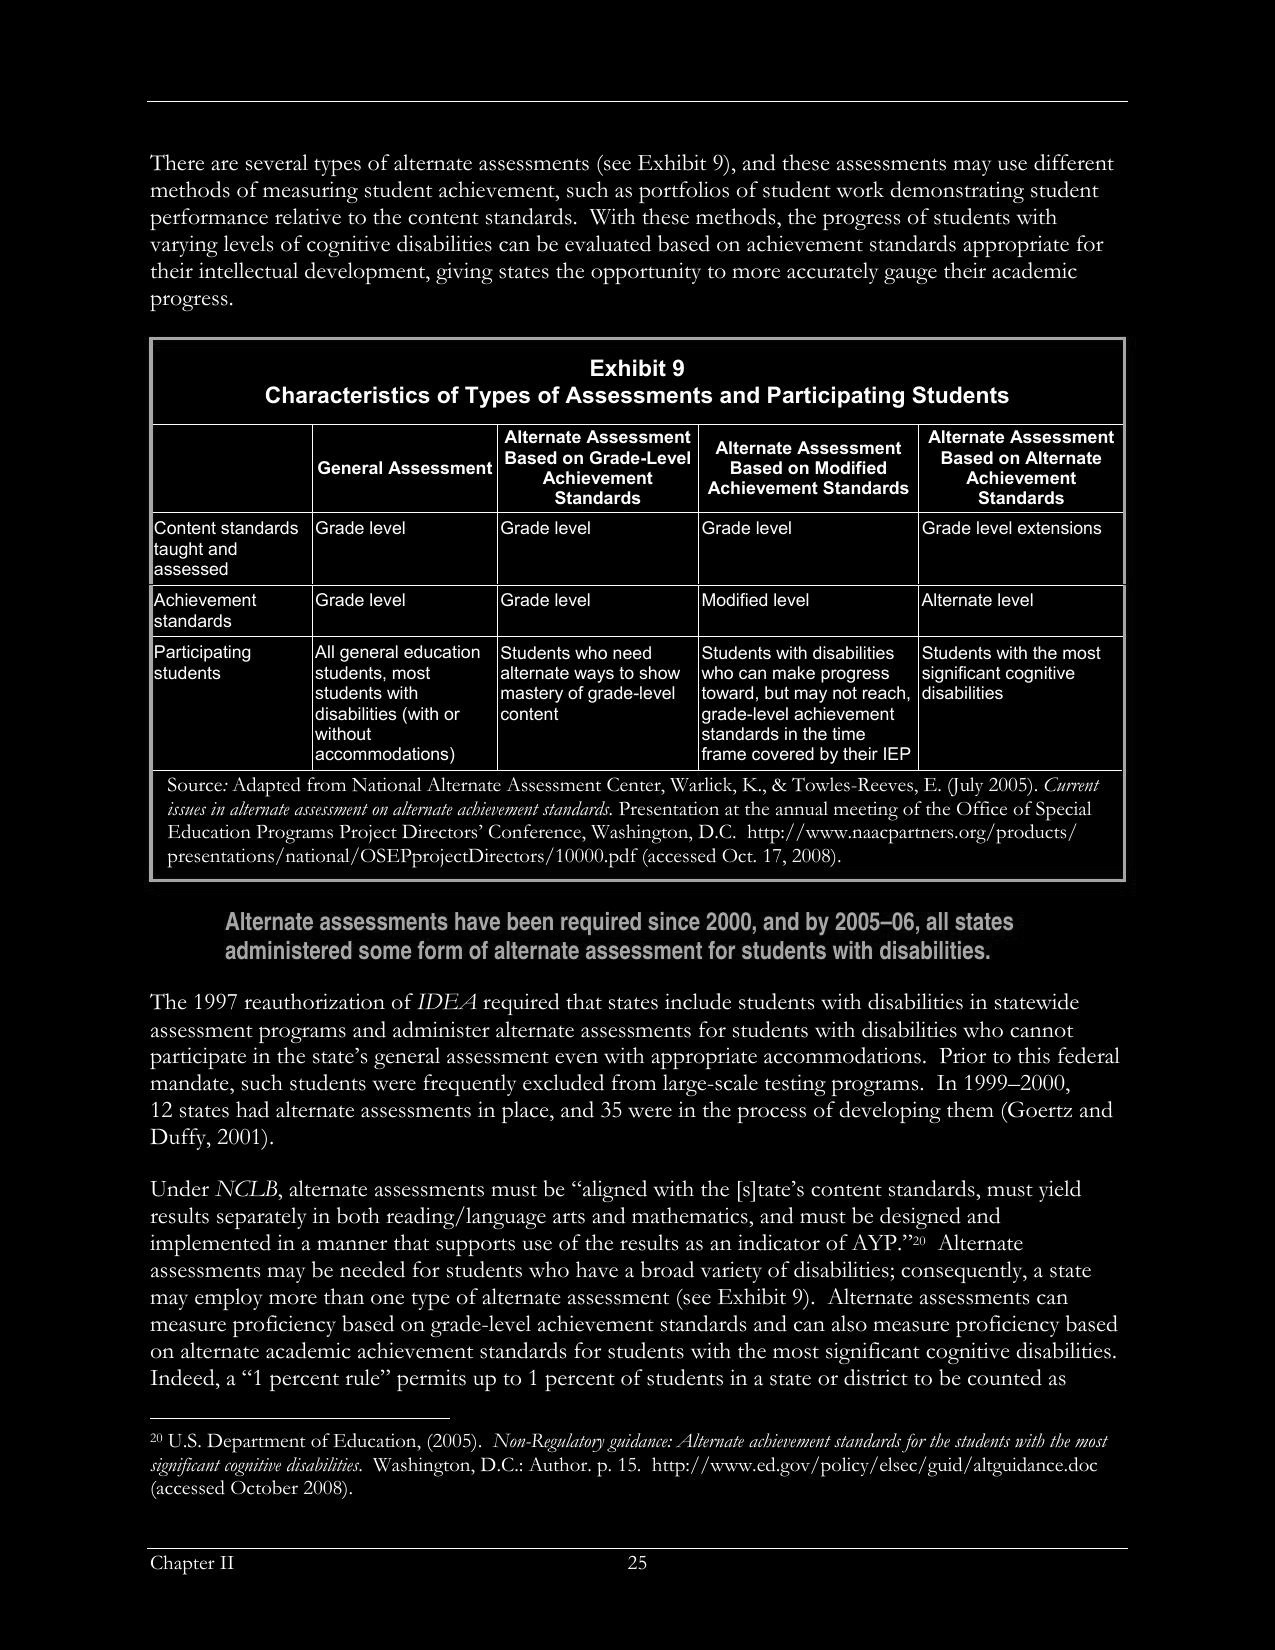 There are several types of alternate assessments (see Exhibit 9), and these assessments may use different
methods of measuring student achievement, such as portfolios of student work demonstrating student
performance relative to the content standards.  With these methods, the progress of students with
varying levels of cognitive disabilities can be evaluated based on achievement standards appropriate for
their intellectual development, giving states the opportunity to more accurately gauge their academic
progress.
Exhibit 9
Characteristics of Types of Assessments and Participating Students
General Assessment
Alternate Assessment
Based on Grade-Level
Achievement
Standards
Alternate Assessment
Based on Modified
Achievement Standards
Alternate Assessment
Based on Alternate
Achievement
Standards
Content standards
taught and
assessed
Grade level
Grade level
Grade level
Grade level extensions
Achievement
standards
Grade level
Grade level
Modified level
Alternate level
Participating
students
All general education
students, most
students with
disabilities (with or
without
accommodations)
Students who need
alternate ways to show
mastery of grade-level
content
Students with disabilities
who can make progress
toward, but may not reach,
grade-level achievement
standards in the time
frame covered by their IEP
Students with the most
significant cognitive
disabilities
Source: Adapted from National Alternate Assessment Center, Warlick, K., & Towles-Reeves, E. (July 2005). Current
issues in alternate assessment on alternate achievement standards. Presentation at the annual meeting of the Office of Special
Education Programs Project Directors’ Conference, Washington, D.C.  http://www.naacpartners.org/products/
presentations/national/OSEPprojectDirectors/10000.pdf (accessed Oct. 17, 2008).
Alternate assessments have been required since 2000, and by 2005–06, all states
administered some form of alternate assessment for students with disabilities.
The 1997 reauthorization of IDEA required that states include students with disabilities in statewide
assessment programs and administer alternate assessments for students with disabilities who cannot
participate in the state’s general assessment even with appropriate accommodations.  Prior to this federal
mandate, such students were frequently excluded from large-scale testing programs.  In 1999–2000,
12 states had alternate assessments in place, and 35 were in the process of developing them (Goertz and
Duffy, 2001).
Under NCLB, alternate assessments must be “aligned with the [s]tate’s content standards, must yield
results separately in both reading/language arts and mathematics, and must be designed and
implemented in a manner that supports use of the results as an indicator of AYP.”20  Alternate
assessments may be needed for students who have a broad variety of disabilities; consequently, a state
may employ more than one type of alternate assessment (see Exhibit 9).  Alternate assessments can
measure proficiency based on grade-level achievement standards and can also measure proficiency based
on alternate academic achievement standards for students with the most significant cognitive disabilities.
Indeed, a “1 percent rule” permits up to 1 percent of students in a state or district to be counted as
20 U.S. Department of Education, (2005).  Non-Regulatory guidance: Alternate achievement standards for the students with the most
significant cognitive disabilities.  Washington, D.C.: Author. p. 15.  http://www.ed.gov/policy/elsec/guid/altguidance.doc
(accessed October 2008).
Chapter II 25